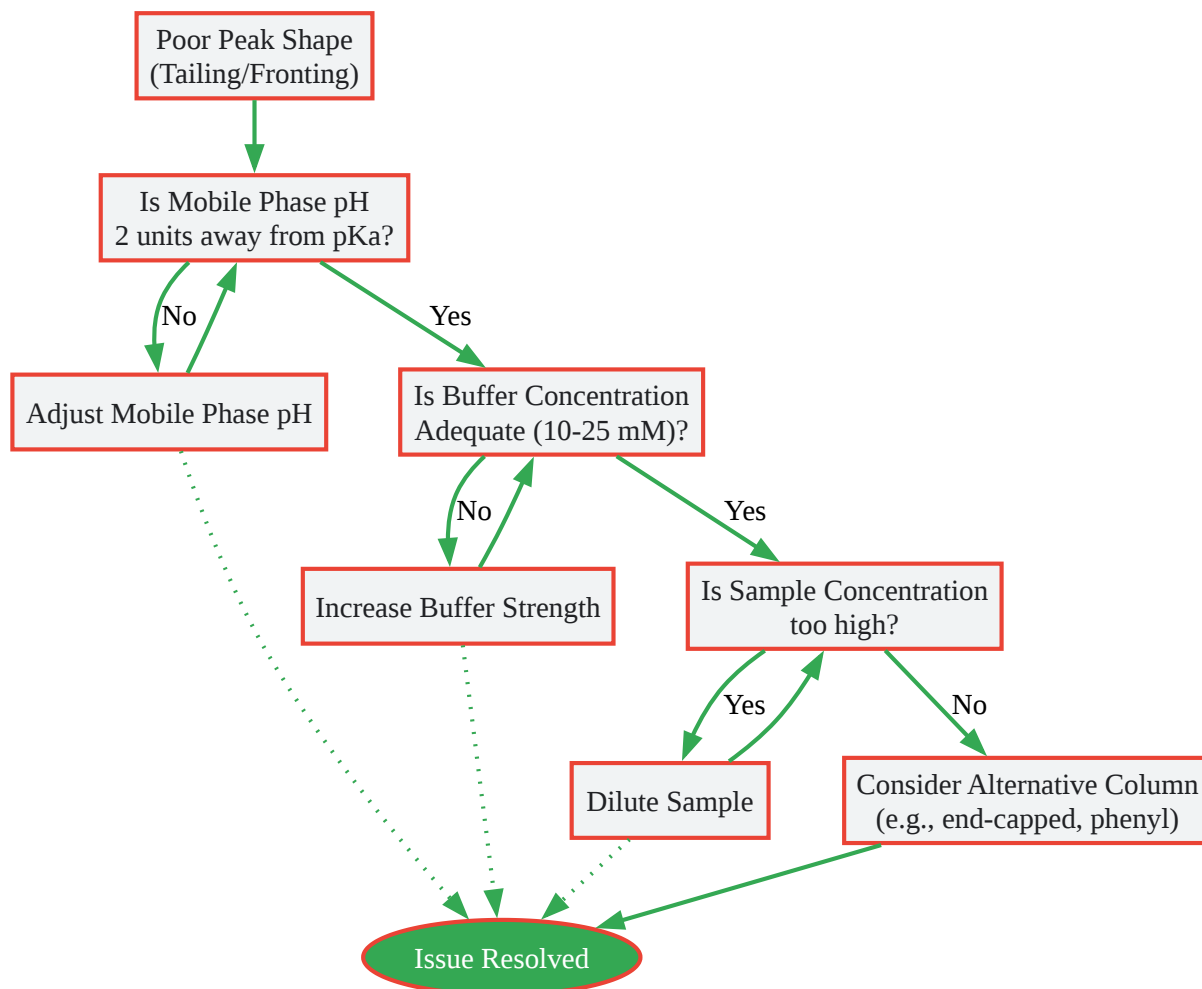 Poor Peak Shape
(Tailing/Fronting)
Is Mobile Phase pH
2 units away from pKa?
No
Yes
Adjust Mobile Phase pH
Is Buffer Concentration
Adequate (10-25 mM)?
No
Yes
Increase Buffer Strength
Is Sample Concentration
too high?
Yes
No
Dilute Sample
Consider Alternative Column
(e.g., end-capped, phenyl)
Issue Resolved